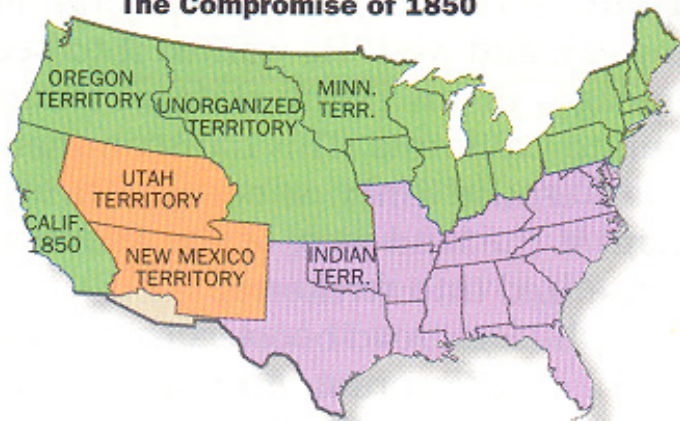 The Compromise of 1850
OREGON
TERRITORY
UNORGANIZED
TERRITORY
MINN.
TERR.
UTAH
TERRITORY
CALIF.
1850
NEW MEXICO
TERRITORY
INDIAN
TERR.